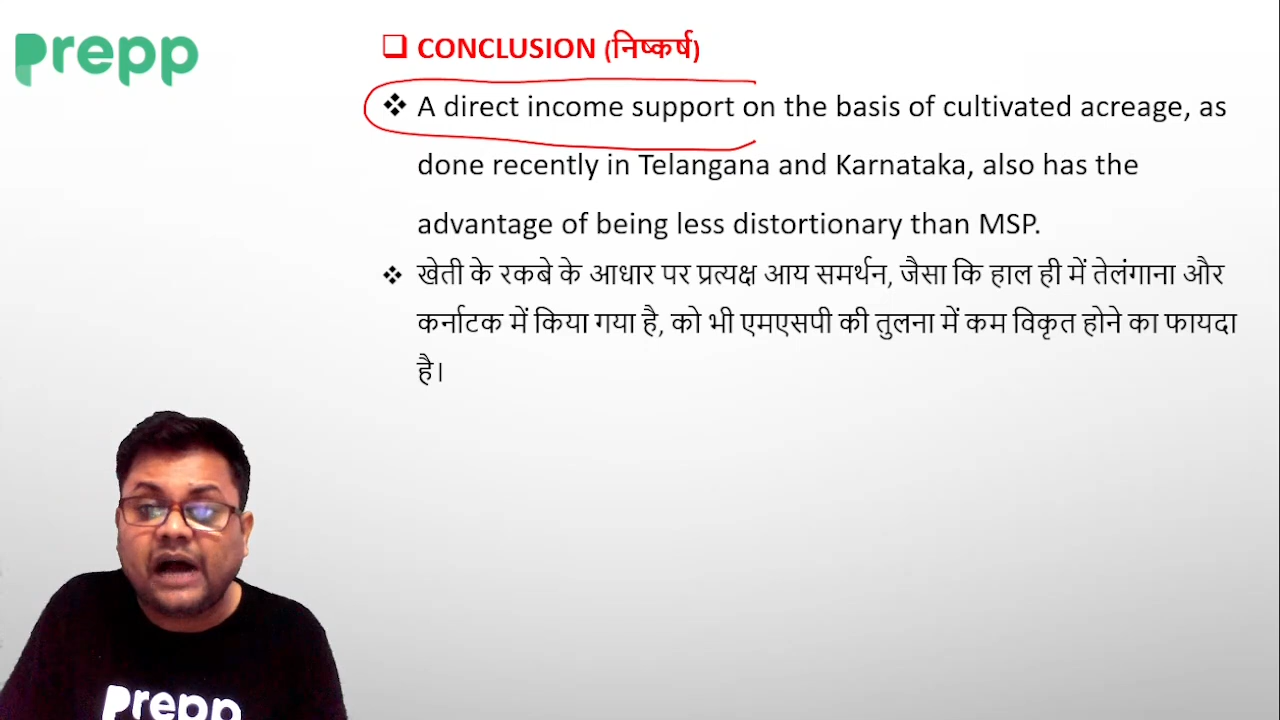 prepp
❑ CONCLUSION (निष्कर्ष)
❖ A direct income support on the basis of cultivated acreage, as
done recently in Telangana and Karnataka, also has the
advantage of being less distortionary than MSP.
❖ खेती के रकबे के आधार पर प्रत्यक्ष आय समर्थन, जैसा कि हाल ही में तेलंगाना और
कर्नाटक में किया गया है, को भी एमएसपी की तुलना में कम विकृत होने का फायदा
है।
prepp